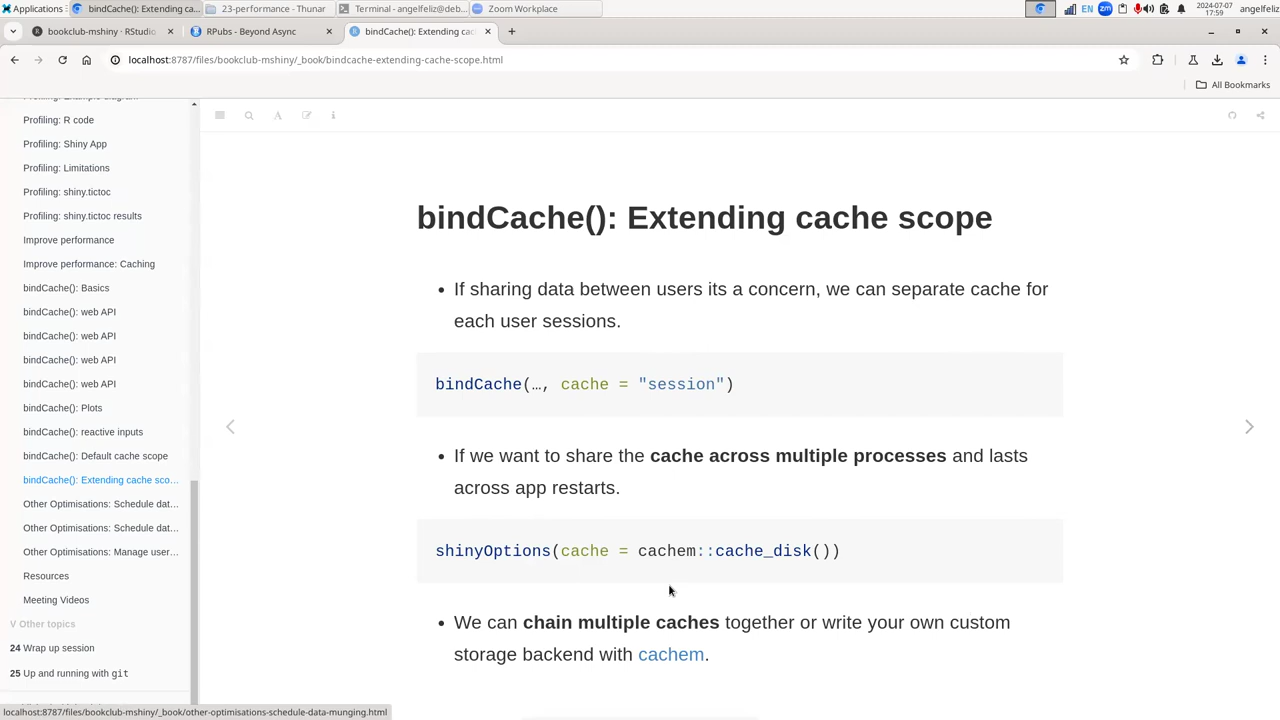 Applications
bindCache(): Extending ca...
23-performance - Thunar
Terminal - angelfeliz@deb...
Zoom Workplace
EN
zm
2024-07-07
17:59
angelfeliz
bookclub-mshiny · RStudio
RPubs - Beyond Async
bindCache(): Extending cac
localhost:8787/files/bookclub-mshiny/_book/bindcache-extending-cache-scope.html
All Bookmarks
Profiling: Example diagram
Profiling: R code
Profiling: Shiny App
Profiling: Limitations
Profiling: shiny.tictoc
Profiling: shiny.tictoc results
Improve performance
Improve performance: Caching
bindCache(): Basics
bindCache(): web API
bindCache(): web API
bindCache(): web API
bindCache(): web API
bindCache(): Plots
bindCache(): reactive inputs
bindCache(): Default cache scope
bindCache(): Extending cache sco...
Other Optimisations: Schedule dat...
Other Optimisations: Schedule dat...
Other Optimisations: Manage user...
Resources
Meeting Videos
V Other topics
24 Wrap up session
25 Up and running with git
localhost:8787/files/bookclub-mshiny/_book/other-optimisations-schedule-data-munging.html
bindCache(): Extending cache scope
• If sharing data between users its a concern, we can separate cache for
each user sessions.
bindCache(…, cache = "session")
• If we want to share the cache across multiple processes and lasts
across app restarts.
shinyOptions(cache = cachem::cache_disk())
• We can chain multiple caches together or write your own custom
storage backend with cachem.